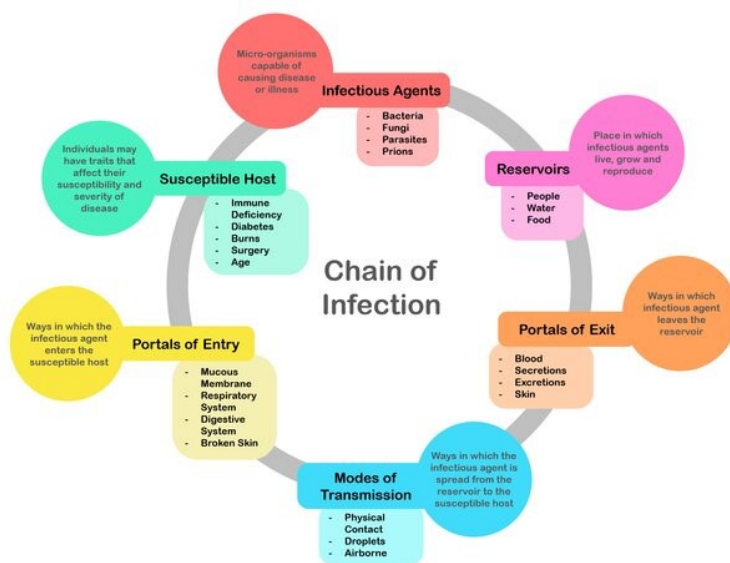 Chain of
Infection
Micro-organisms
capable of
causing disease
or illness
Infectious Agents
- Bacteria
- Fungi
- Parasites
- Prions
Place in which
infectious agents
live, grow and
reproduce
Reservoirs
- People
- Water
- Food
Ways in which
infectious agent
leaves the
reservoir
Portals of Exit
- Blood
- Secretions
- Excretions
- Skin
Ways in which the
infectious agent is
spread from the
reservoir to the
susceptible host
Modes of
Transmission
- Physical
Contact
- Droplets
- Airborne
Ways in which the
infectious agent
enters the
susceptible host
Portals of Entry
- Mucous
Membrane
- Respiratory
System
- Digestive
System
- Broken Skin
Individuals may
have traits that
affect their
susceptibility and
severity of
disease
Susceptible Host
- Immune
Deficiency
- Diabetes
- Burns
- Surgery
- Age